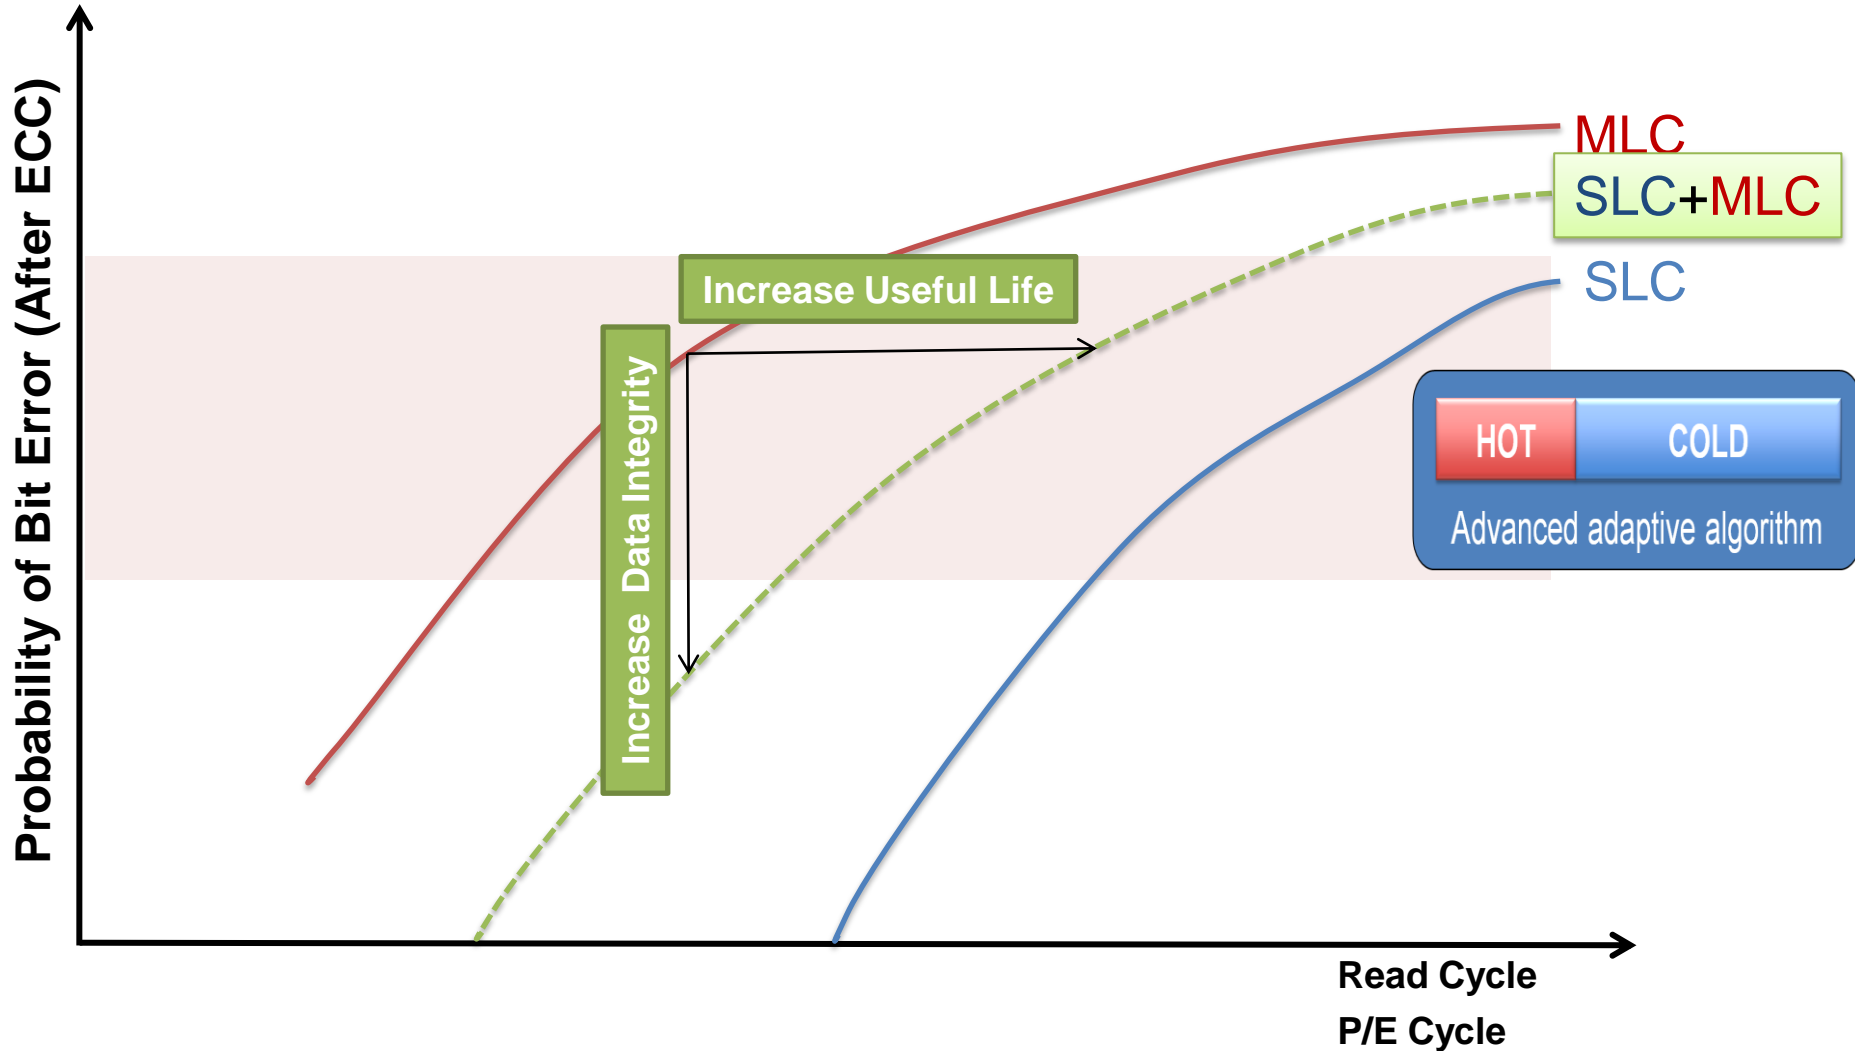 Probability of Bit Error (After ECC)
MLC
SLC+MLC
SLC
Increase Useful Life
Increase Data Integrity
HOT COLD
Advanced adaptive algorithm
Read Cycle
P/E Cycle